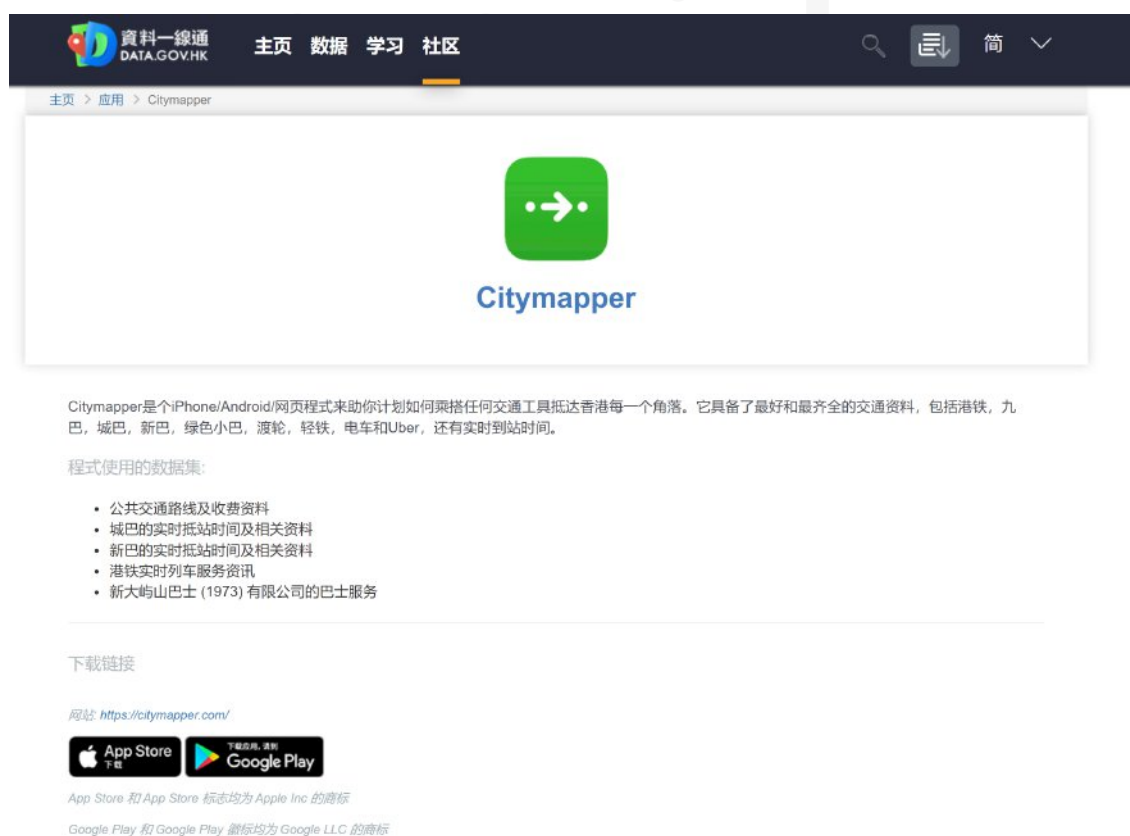 資料一線通
DATA.GOV.HK
主页 数据 学习 社区
简
主页 > 应用 > Citymapper
Citymapper
Citymapper是个iPhone/Android/网页程式来助你计划如何乘搭任何交通工具抵达香港每一个角落。它具备了最好和最齐全的交通资料，包括港铁，九
巴，城巴，新巴，绿色小巴，渡轮，轻铁，电车和Uber，还有实时到站时间。
程式使用的数据集:
• 公共交通路线及收费资料
• 城巴的实时抵站时间及相关资料
• 新巴的实时抵站时间及相关资料
• 港铁实时列车服务资讯
• 新大屿山巴士 (1973) 有限公司的巴士服务
下载链接
网站: https://citymapper.com/
App Store
下载
下载应用, 请到
Google Play
App Store 和 App Store 标志均为 Apple Inc 的商标
Google Play 和 Google Play 徽标均为 Google LLC 的商标